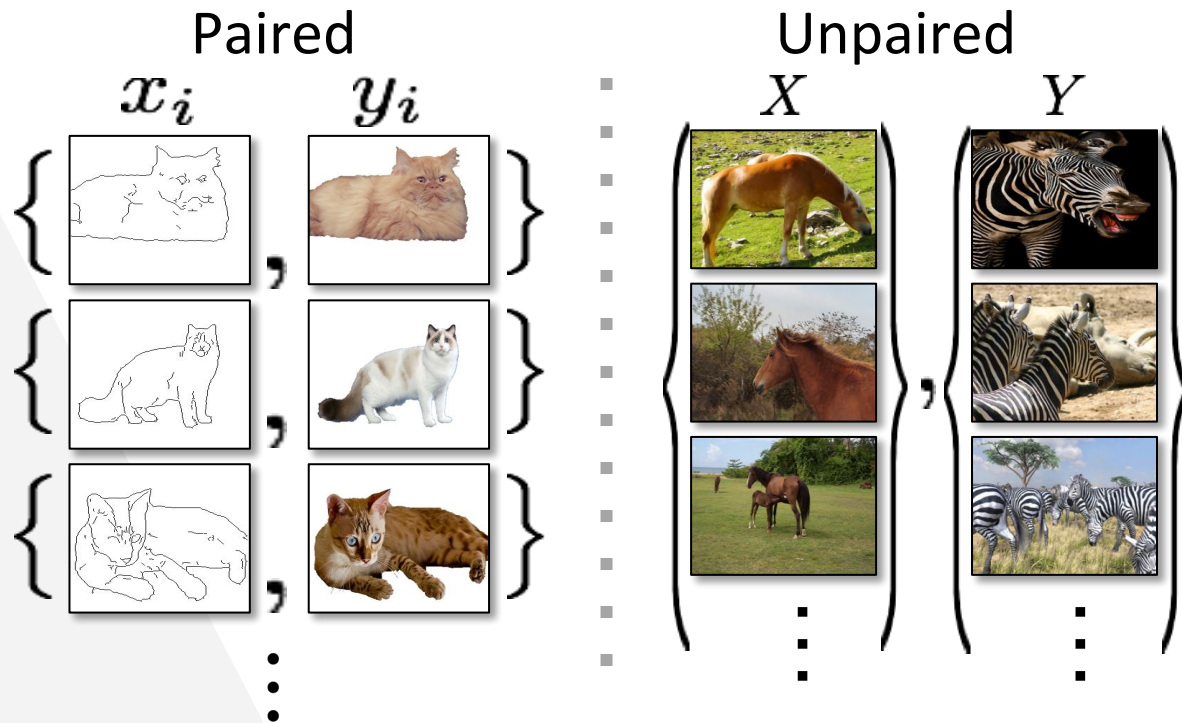 Paired
Unpaired
x_i
y_i
X
Y
{ , }
{ , }
{ , }
⋮
( ⋮ ) , ( ⋮ )